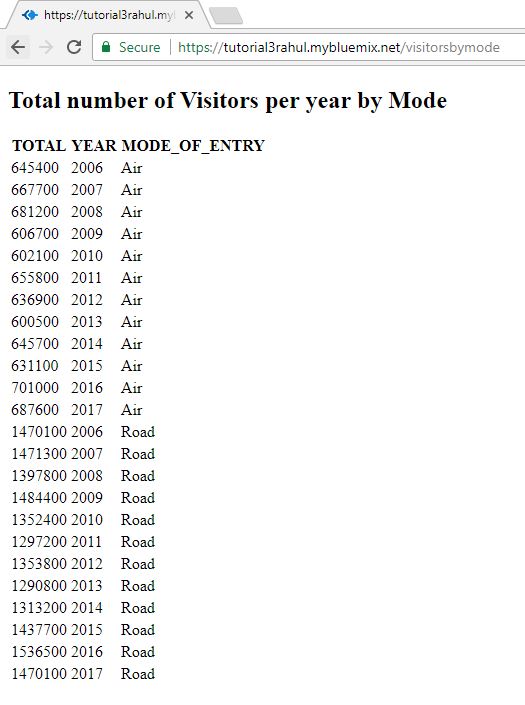 https://tutorial3rahul.myl
Secure https://tutorial3rahul.mybluemix.net/visitorsbymode
Total number of Visitors per year by Mode
TOTAL YEAR MODE_OF_ENTRY
645400 2006 Air
667700 2007 Air
681200 2008 Air
606700 2009 Air
602100 2010 Air
655800 2011 Air
636900 2012 Air
600500 2013 Air
645700 2014 Air
631100 2015 Air
701000 2016 Air
687600 2017 Air
1470100 2006 Road
1471300 2007 Road
1397800 2008 Road
1484400 2009 Road
1352400 2010 Road
1297200 2011 Road
1353800 2012 Road
1290800 2013 Road
1313200 2014 Road
1437700 2015 Road
1536500 2016 Road
1470100 2017 Road